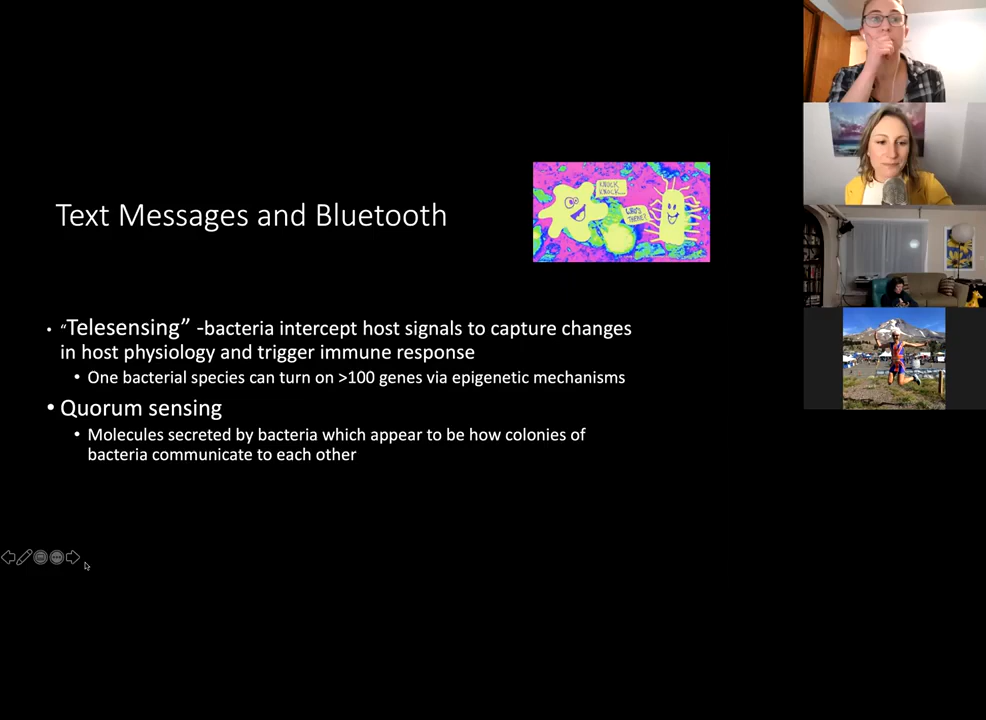 Text Messages and Bluetooth
KNOCK
KNOCK...
WHO'S
THERE?
• “Telesensing” -bacteria intercept host signals to capture changes
in host physiology and trigger immune response
• One bacterial species can turn on >100 genes via epigenetic mechanisms
• Quorum sensing
• Molecules secreted by bacteria which appear to be how colonies of
bacteria communicate to each other